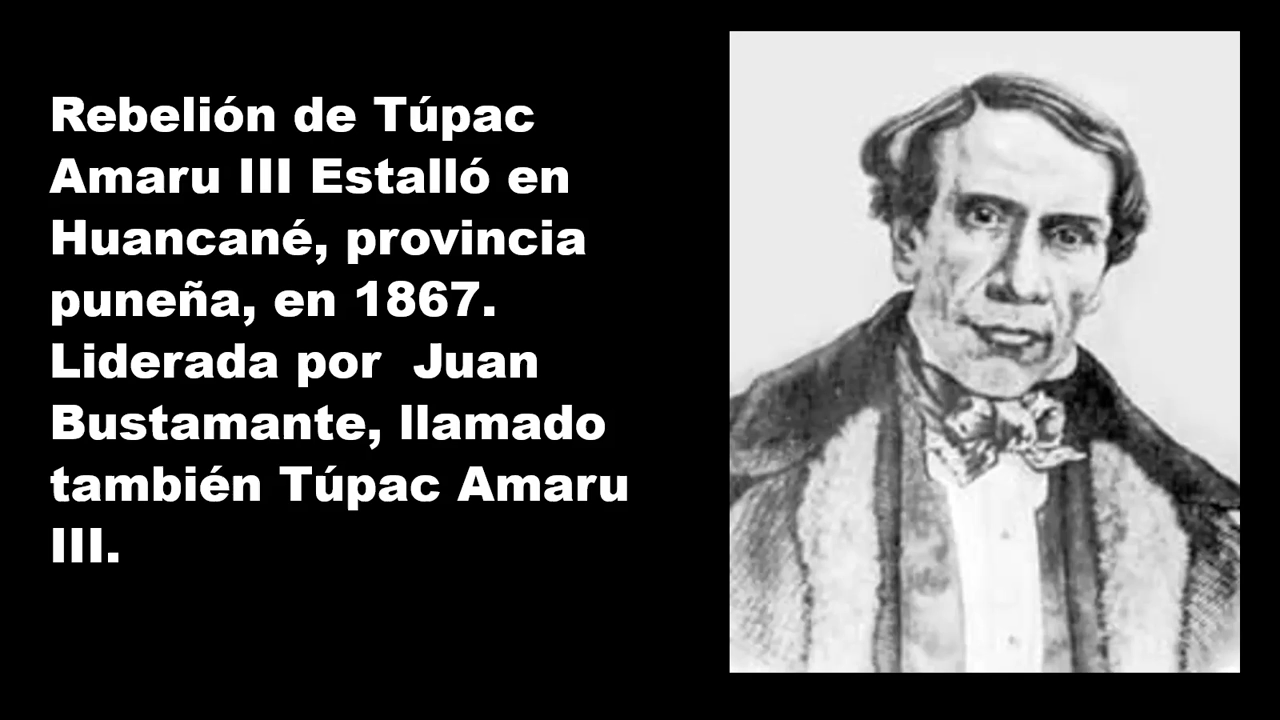 Rebelión de Túpac
Amaru III Estalló en
Huancané, provincia
puneña, en 1867.
Liderada por  Juan
Bustamante, llamado
también Túpac Amaru
III.